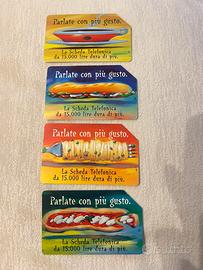 Parlate con più gusto.
La Scheda Telefonica
da 15.000 lire dura di più.
Parlate con più gusto.
La Scheda Telefonica
da 15.000 lire dura di più.
Parlate con più gusto.
La Scheda Telefonica
da 15.000 lire dura di più.
Parlate con più gusto.
La Scheda Telefonica
da 15.000 lire dura di più.
subito